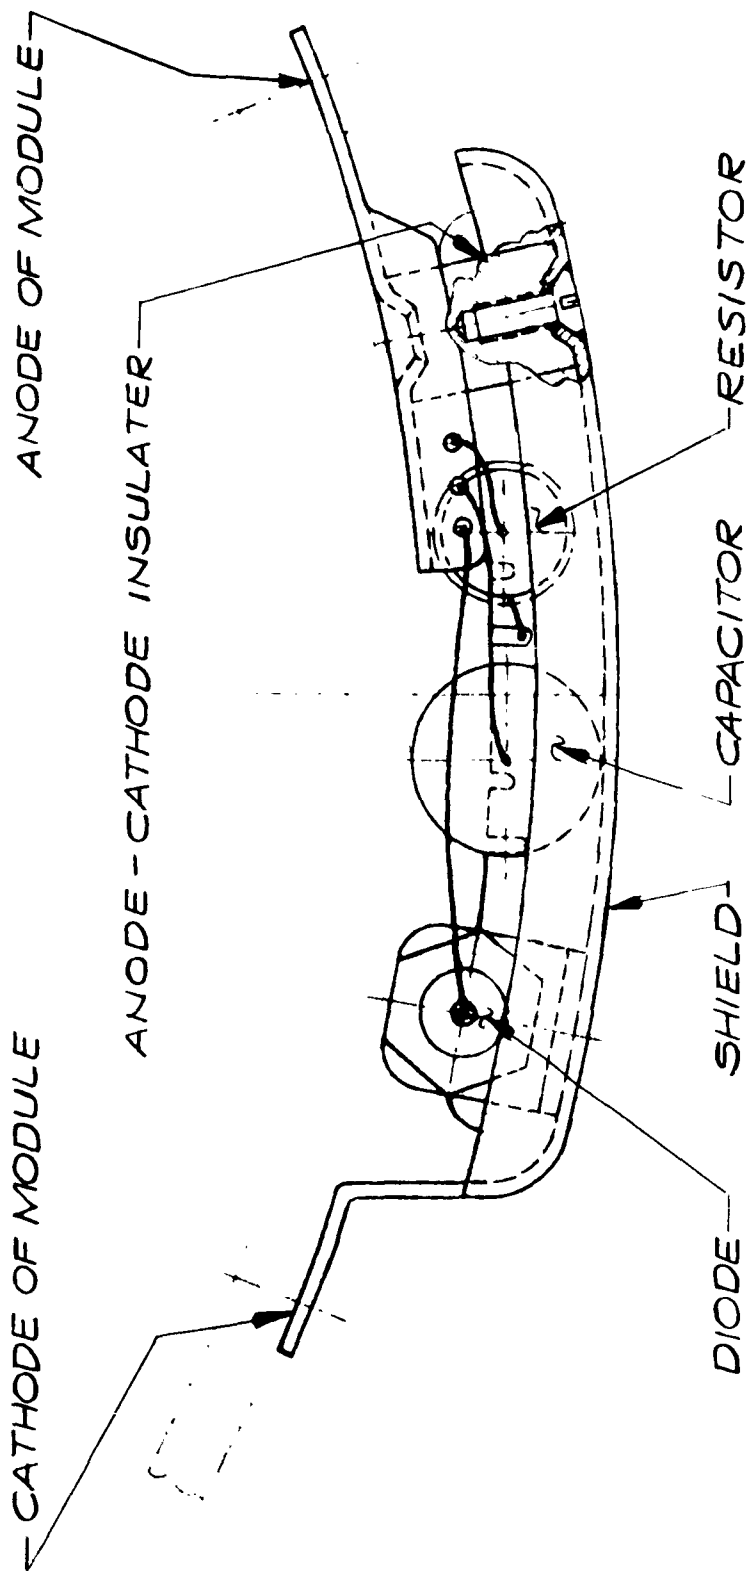 CATHODE OF MODULE
ANODE OF MODULE
ANODE - CATHODE INSULATER
DIODE
SHIELD
CAPACITOR
RESISTOR